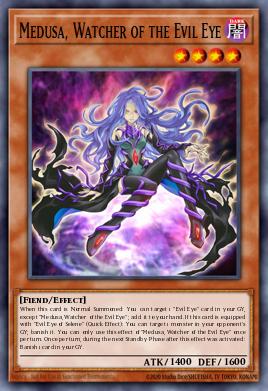 Medusa, Watcher of the Evil Eye
DARK
闇
[Fiend/Effect]
When this card is Normal Summoned: You can target 1 "Evil Eye" card in your GY,
except "Medusa, Watcher of the Evil Eye"; add it to your hand. If this card is equipped
with "Evil Eye of Selene" (Quick Effect): You can target 1 monster in your opponent's
GY; banish it. You can only use this effect of "Medusa, Watcher of the Evil Eye" once
per turn. Once per turn, during the next Standby Phase after this effect was activated:
Banish 1 card in your GY.
ATK/1400 DEF/1600